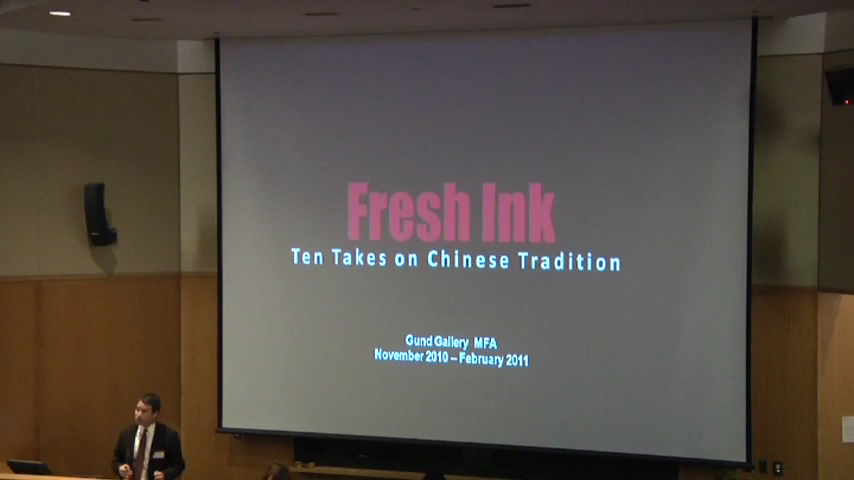 Fresh Ink
Ten Takes on Chinese Tradition
Gund Gallery MFA
November 2010 – February 2011